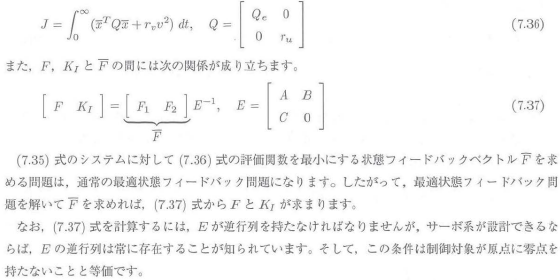 J = ∫₀^∞ (x̄ᵀQx̄ + rᵥv²) dt, Q = [ Qₑ 0 ; 0 rᵤ ] (7.36)
また，F，K_I と F̄ の間には次の関係が成り立ちます。
[ F K_I ] = [ F₁ F₂ ] E⁻¹, E = [ A B ; C 0 ] (7.37)
F̄
(7.35) 式のシステムに対して (7.36) 式の評価関数を最小にする状態フィードバックベクトル F̄ を求
める問題は，通常の最適状態フィードバック問題になります。したがって，最適状態フィードバック問
題を解いて F̄ を求めれば，(7.37) 式から F と K_I が求まります。
なお，(7.37) 式を計算するには，E が逆行列を持たなければなりませんが，サーボ系が設計できるな
らば，E の逆行列は常に存在することが知られています。そして，この条件は制御対象が原点に零点を
持たないことと等価です。